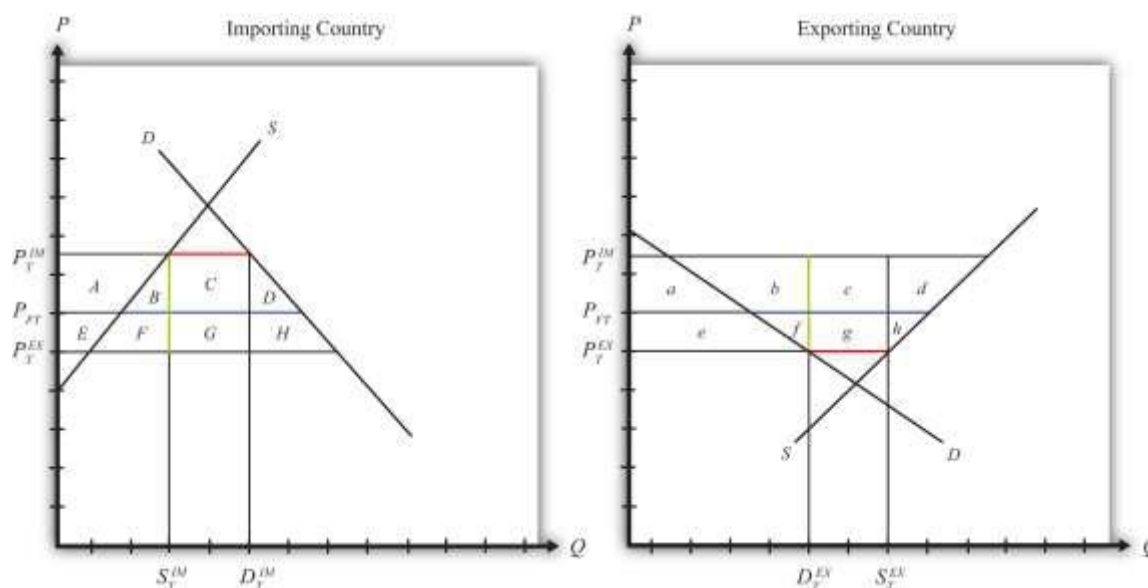 P Importing Country
D S
P_T^IM
A B C D
P_FT
E F G H
P_T^EX
S_T^IM D_T^IM Q
P Exporting Country
P_T^IM
a b c d
P_FT
e f g h
P_T^EX
S D
D_T^EX S_T^EX Q